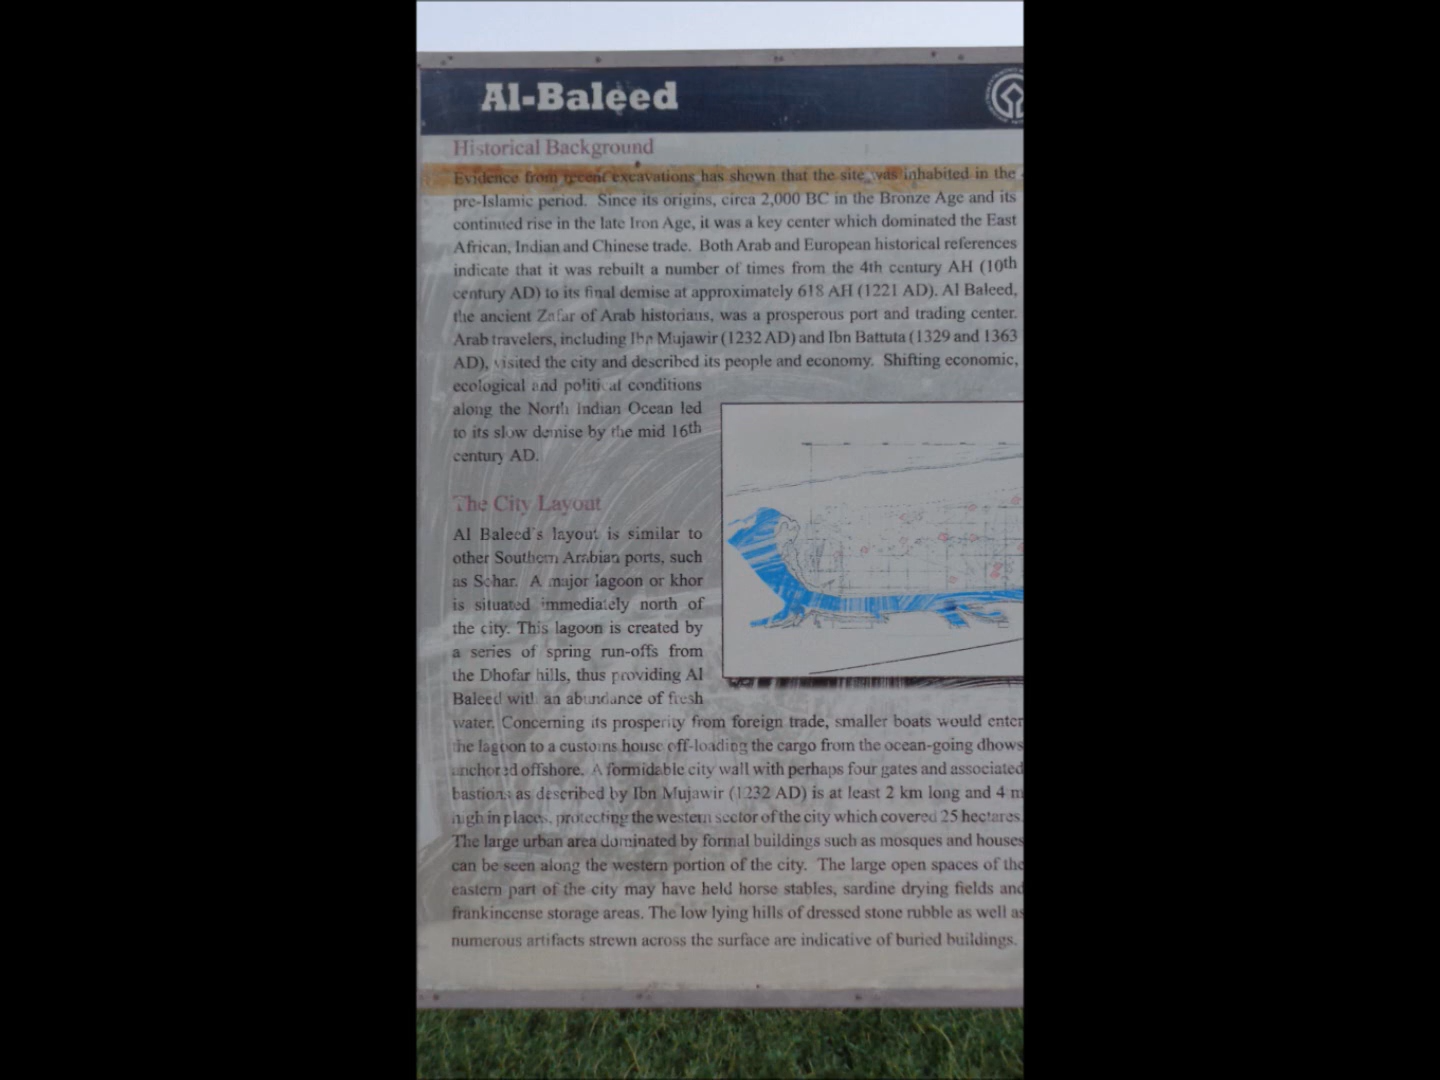 Al-Baleed
Historical Background
Evidence from recent excavations has shown that the site was inhabited in the
pre-Islamic period. Since its origins, circa 2,000 BC in the Bronze Age and its
continued rise in the late Iron Age, it was a key center which dominated the East
African, Indian and Chinese trade. Both Arab and European historical references
indicate that it was rebuilt a number of times from the 4th century AH (10th
century AD) to its final demise at approximately 618 AH (1221 AD). Al Baleed,
the ancient Zafar of Arab historians, was a prosperous port and trading center.
Arab travelers, including Ibn Mujawir (1232 AD) and Ibn Battuta (1329 and 1363
AD), visited the city and described its people and economy. Shifting economic,
ecological and political conditions
along the North Indian Ocean led
to its slow demise by the mid 16th
century AD.
The City Layout
Al Baleed's layout is similar to
other Southern Arabian ports, such
as Sohar. A major lagoon or khor
is situated immediately north of
the city. This lagoon is created by
a series of spring run-offs from
the Dhofar hills, thus providing Al
Baleed with an abundance of fresh
water. Concerning its prosperity from foreign trade, smaller boats would enter
the lagoon to a customs house off-loading the cargo from the ocean-going dhows
anchored offshore. A formidable city wall with perhaps four gates and associated
bastions as described by Ibn Mujawir (1232 AD) is at least 2 km long and 4 m
high in places, protecting the western sector of the city which covered 25 hectares.
The large urban area dominated by formal buildings such as mosques and houses
can be seen along the western portion of the city. The large open spaces of the
eastern part of the city may have held horse stables, sardine drying fields and
frankincense storage areas. The low lying hills of dressed stone rubble as well as
numerous artifacts strewn across the surface are indicative of buried buildings.